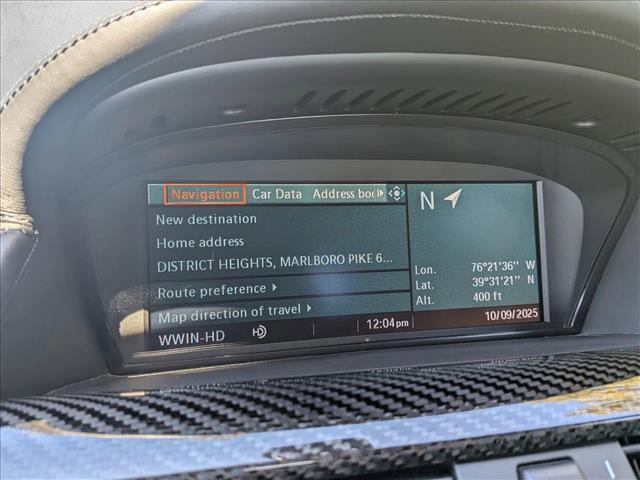 Navigation Car Data Address boo
New destination
Home address
DISTRICT HEIGHTS, MARLBORO PIKE 6...
Route preference
Map direction of travel
WWIN-HD HD 12:04pm
N
Lon. 76°21'36" W
Lat. 39°31'21" N
Alt. 400 ft
10/09/2025